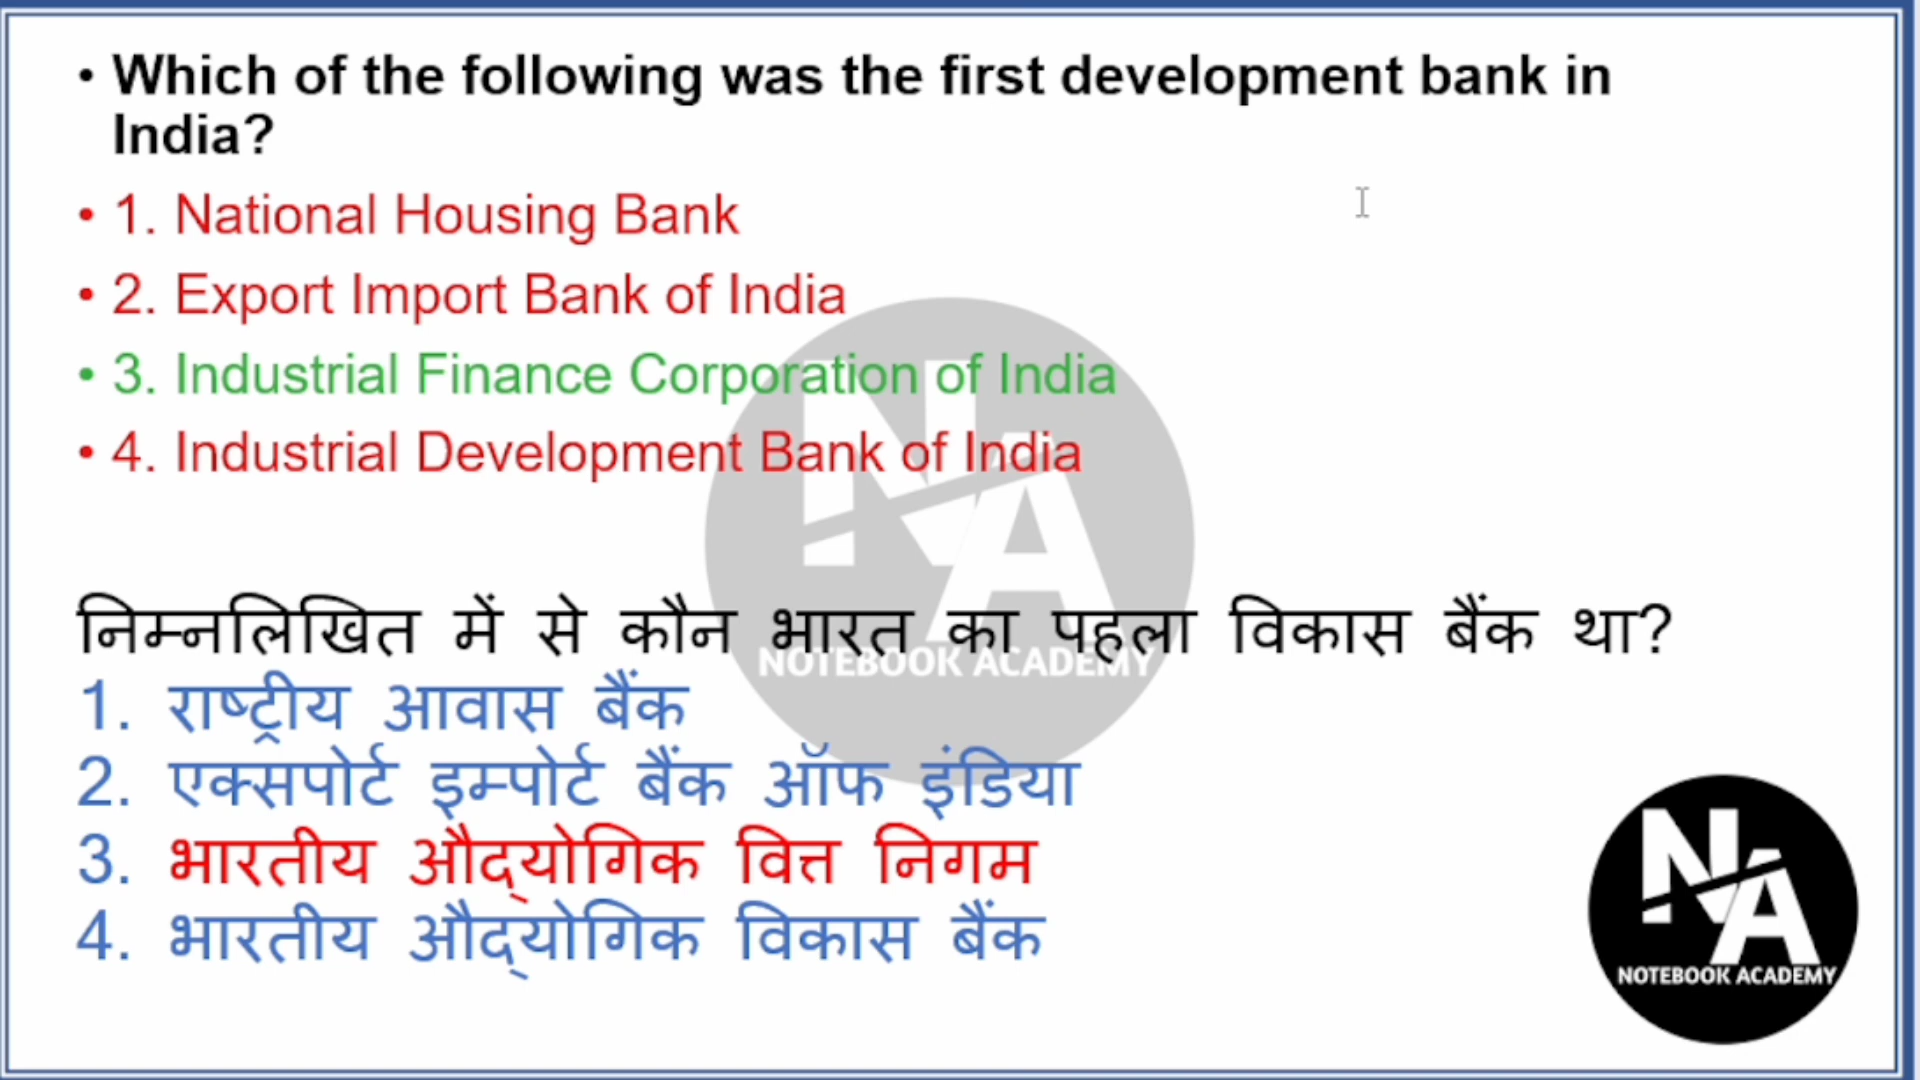 • Which of the following was the first development bank in
India?
• 1. National Housing Bank
• 2. Export Import Bank of India
• 3. Industrial Finance Corporation of India
• 4. Industrial Development Bank of India
निम्नलिखित में से कौन भारत का पहला विकास बैंक था?
1. राष्ट्रीय आवास बैंक
2. एक्सपोर्ट इम्पोर्ट बैंक ऑफ इंडिया
3. भारतीय औद्योगिक वित्त निगम
4. भारतीय औद्योगिक विकास बैंक
NA
NOTEBOOK ACADEMY
NA
NOTEBOOK ACADEMY